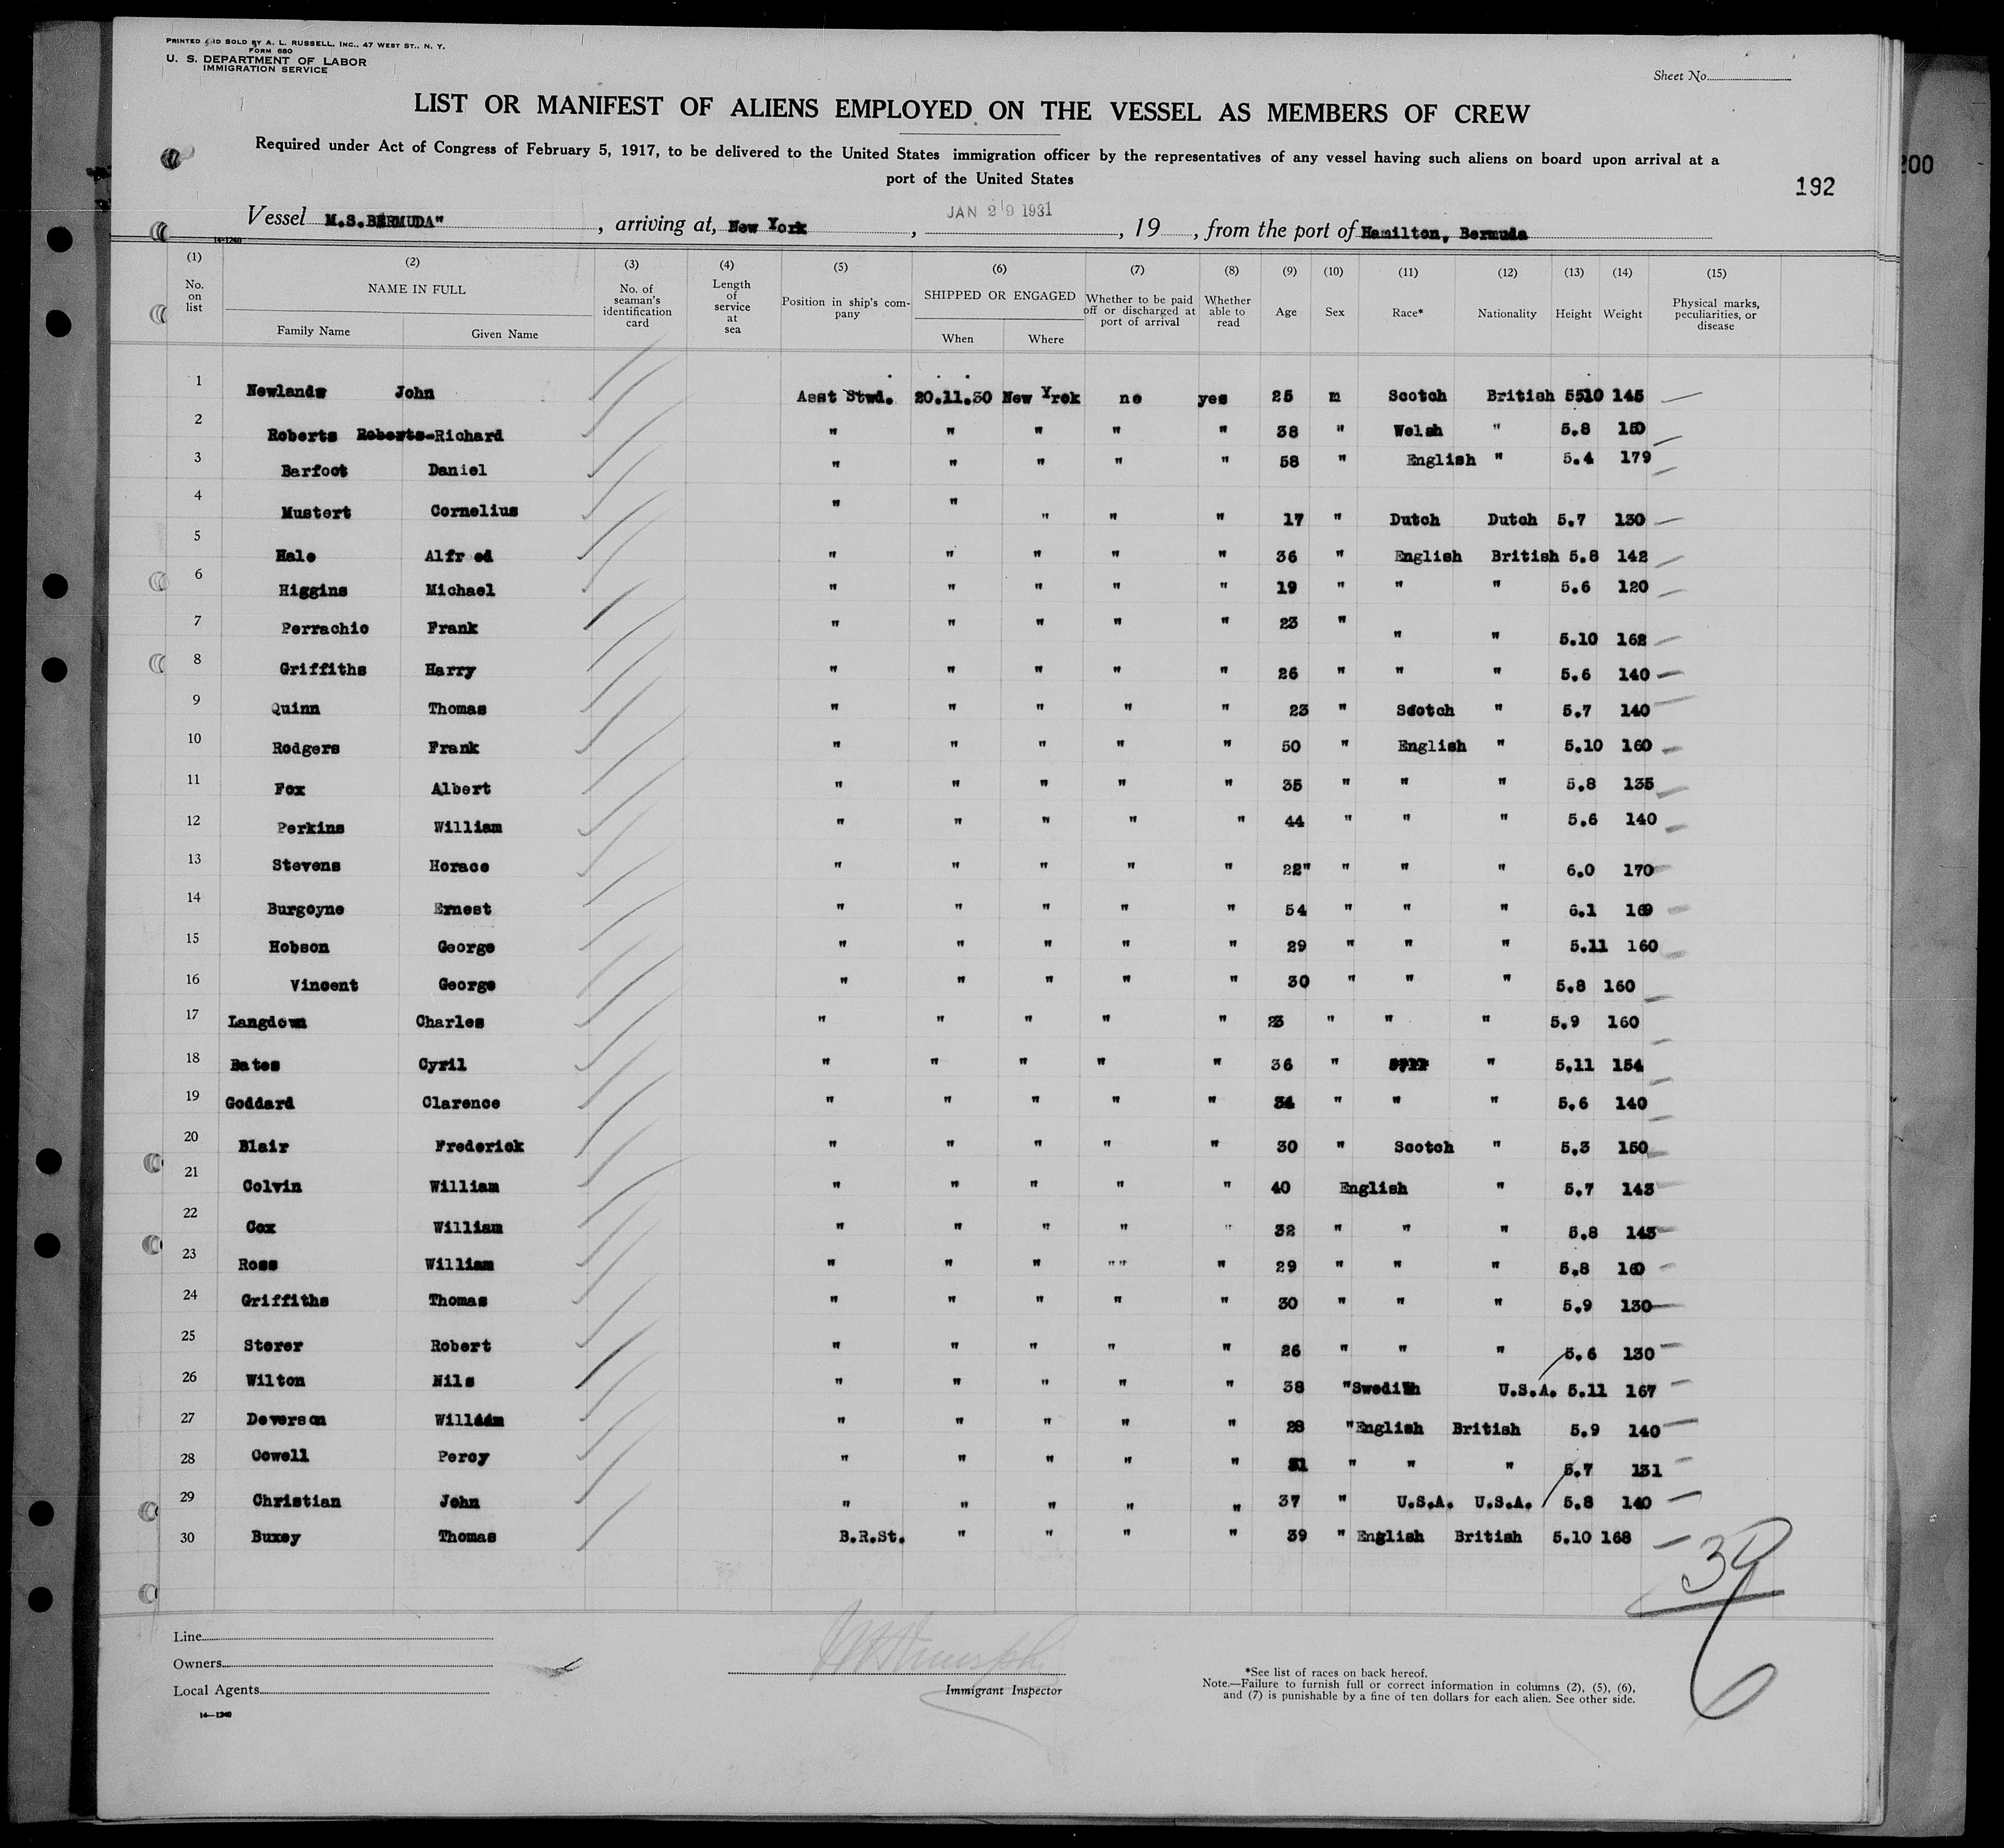 PRINTED AND SOLD BY A. L. RUSSELL, INC., 47 WEST ST., N. Y.
FORM 680
U. S. DEPARTMENT OF LABOR
IMMIGRATION SERVICE
Sheet No.
LIST OR MANIFEST OF ALIENS EMPLOYED ON THE VESSEL AS MEMBERS OF CREW
Required under Act of Congress of February 5, 1917, to be delivered to the United States immigration officer by the representatives of any vessel having such aliens on board upon arrival at a
port of the United States
200
192
Vessel M.S.BERMUDA" , arriving at, New York , JAN 29 1931 , 19 , from the port of Hamilton, Bermuda
14-1240
(1) (2) (3) (4) (5) (6) (7) (8) (9) (10) (11) (12) (13) (14) (15)
No. on list NAME IN FULL Family Name Given Name No. of seaman's identification card Length of service at sea Position in ship's company SHIPPED OR ENGAGED When Where Whether to be paid off or discharged at port of arrival Whether able to read Age Sex Race* Nationality Height Weight Physical marks, peculiarities, or disease
1 Newlands John Asst Stwd. 20.11.30 New Yrok no yes 25 m Scotch British 5510 145
2 Roberts Roberts-Richard " " " " " 38 " Welsh " 5.8 150
3 Barfoot Daniel " " " " " 58 " English " 5.4 179
4 Mustert Cornelius " " " " " 17 " Dutch Dutch 5.7 130
5 Hale Alfr ed " " " " " 36 " English British 5.8 142
6 Higgins Michael " " " " " 19 " " " 5.6 120
7 Perrachio Frank " " " " " 23 " " " 5.10 162
8 Griffiths Harry " " " " " 26 " " " 5.6 140
9 Quinn Thomas " " " " " 23 " Scotch " 5.7 140
10 Rodgers Frank " " " " " 50 " English " 5.10 160
11 Fox Albert " " " " " 35 " " " 5.8 135
12 Perkins William " " " " " 44 " " " 5.6 140
13 Stevens Horace " " " " " 22" " " " 6.0 170
14 Burgoyne Ernest " " " " " 54 " " " 6.1 169
15 Hobson George " " " " " 29 " " " 5.11 160
16 Vincent George " " " " " 30 " " " 5.8 160
17 Langdown Charles " " " " " 23 " " " 5.9 160
18 Bates Cyril " " " " " 36 " " 5.11 154
19 Goddard Clarence " " " " " 34 " " " 5.6 140
20 Blair Frederick " " " " " 30 " Scotch " 5.3 150
21 Colvin William " " " " " 40 English " 5.7 143
22 Cox William " " " " " 32 " " " 5.8 143
23 Ross William " " " "" " 29 " " " 5.8 160
24 Griffiths Thomas " " " " " 30 " " " 5.9 130
25 Storer Robert " " " " " 26 " " " 5.6 130
26 Wilton Nils " " " " " 38 "Swedish U.S.A. 5.11 167
27 Deverson William " " " " " 28 "English British 5.9 140
28 Cowell Percy " " " " " 31 " " " 5.7 131
29 Christian John " " " " " 37 " U.S.A. U.S.A. 5.8 140
30 Buxey Thomas B.R.St. " " " " 39 " English British 5.10 168
30
Line
Owners
Local Agents
14—1240
Immigrant Inspector
*See list of races on back hereof.
Note.—Failure to furnish full or correct information in columns (2), (5), (6),
and (7) is punishable by a fine of ten dollars for each alien. See other side.